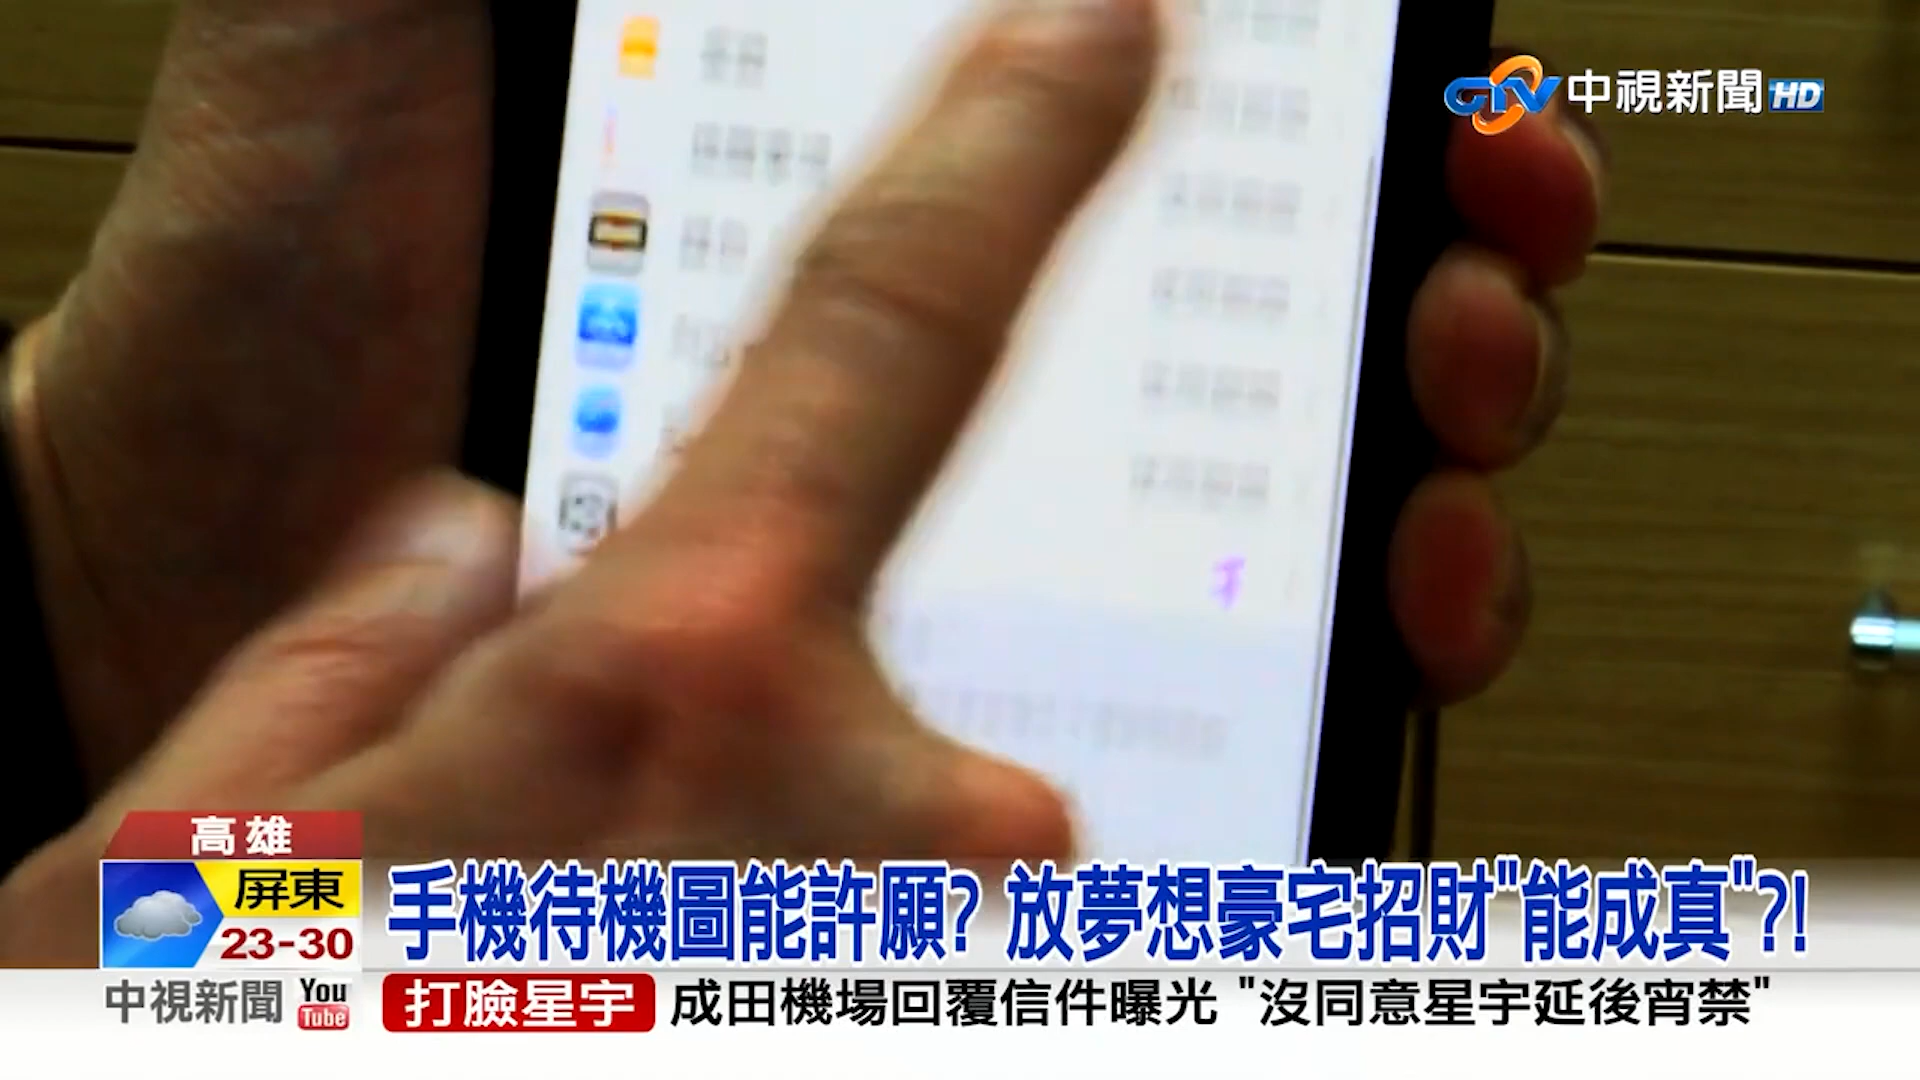 CTV 中視新聞 HD
高雄
屏東
23-30
手機待機圖能許願? 放夢想豪宅招財"能成真"?!
中視新聞 You Tube
打臉星宇 成田機場回覆信件曝光 "沒同意星宇延後宵禁"